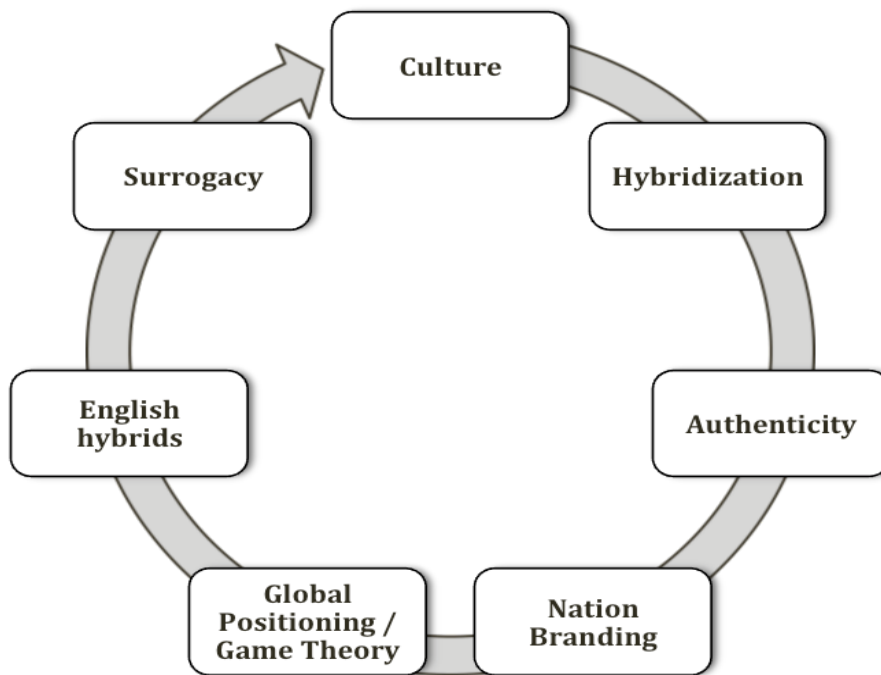 Culture
Hybridization
Authenticity
Nation
Branding
Global
Positioning /
Game Theory
English
hybrids
Surrogacy